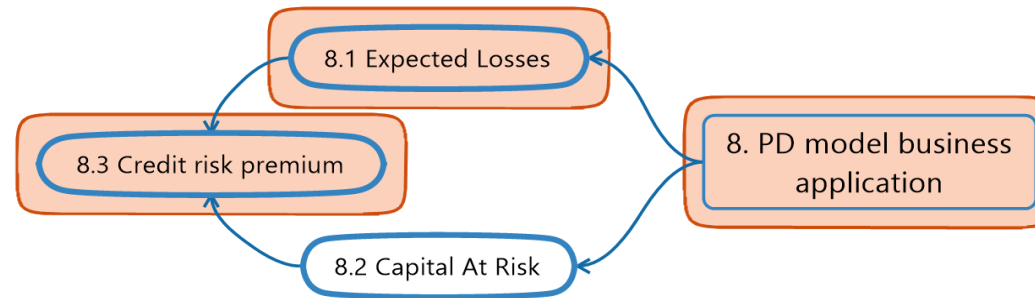 8.1 Expected Losses
8.3 Credit risk premium
8. PD model business
application
8.2 Capital At Risk